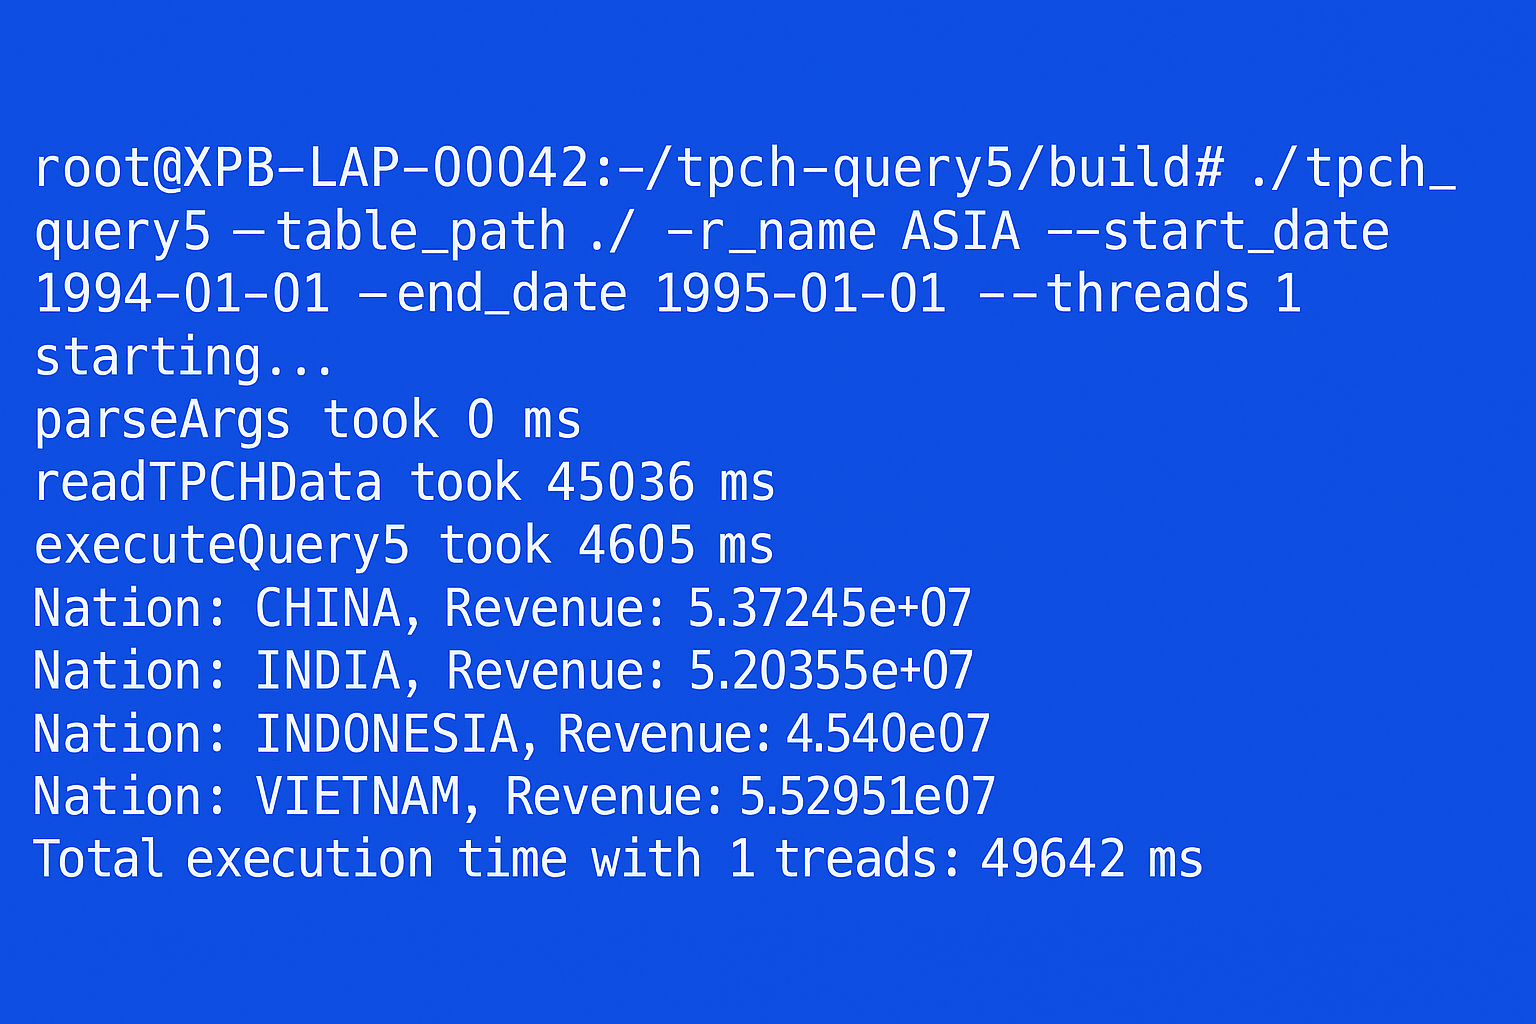 root@XPB-LAP-00042:-/tpch-query5/build# ./tpch_
query5 —table_path ./ -r_name ASIA --start_date
1994-01-01 —end_date 1995-01-01 --threads 1
starting...
parseArgs took 0 ms
readTPCHData took 45036 ms
executeQuery5 took 4605 ms
Nation: CHINA, Revenue: 5.37245e+07
Nation: INDIA, Revenue: 5.20355e+07
Nation: INDONESIA, Revenue: 4.540e07
Nation: VIETNAM, Revenue: 5.52951e07
Total execution time with 1 treads: 49642 ms